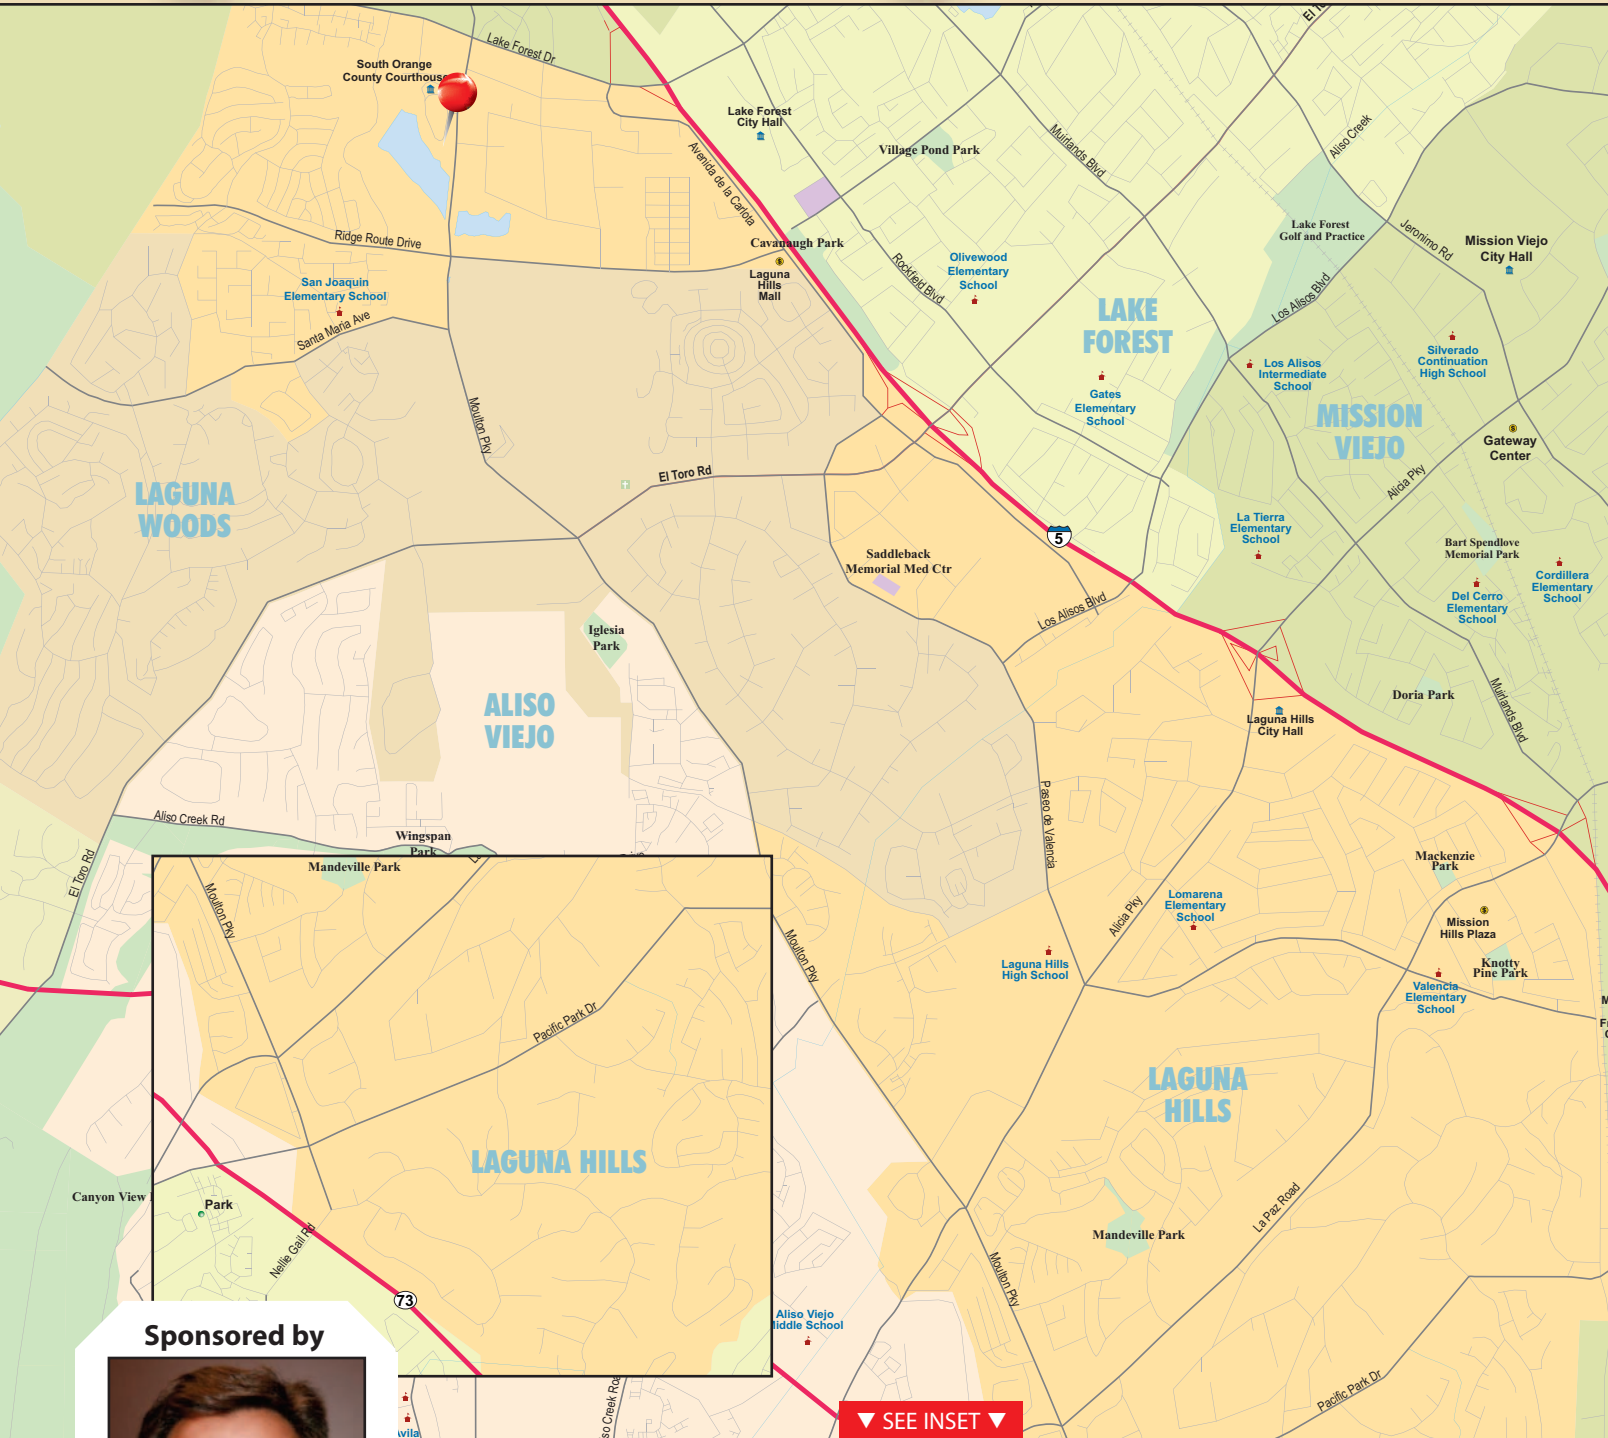 Lake Forest Dr
South Orange
County Courthouse
Lake Forest
City Hall
Avenida de la Carlota
Village Pond Park
Muirlands Blvd
Aliso Creek
Lake Forest
Golf and Practice
Jeronimo Rd
Mission Viejo
City Hall
Ridge Route Drive
Cavanaugh Park
Laguna
Hills
Mall
Rockfield Blvd
Olivewood
Elementary
School
San Joaquin
Elementary School
Santa Maria Ave
LAKE
FOREST
Los Alisos Blvd
Silverado
Continuation
High School
Los Alisos
Intermediate
School
Gates
Elementary
School
MISSION
VIEJO
Gateway
Center
Moulton Pky
El Toro Rd
Alicia Pky
LAGUNA
WOODS
5
La Tierra
Elementary
School
Bart Spendlove
Memorial Park
Cordillera
Elementary
School
Del Cerro
Elementary
School
Saddleback
Memorial Med Ctr
Los Alisos Blvd
Iglesia
Park
ALISO
VIEJO
Doria Park
Muirlands Blvd
Laguna Hills
City Hall
Paseo de Valencia
Aliso Creek Rd
Wingspan
Park
El Toro Rd
Mandeville Park
Moulton Pky
Mackenzie
Park
Lomarena
Elementary
School
Alicia Pky
Mission
Hills Plaza
Laguna Hills
High School
Knotty
Pine Park
Valencia
Elementary
School
Moulton Pky
Pacific Park Dr
LAGUNA
HILLS
LAGUNA HILLS
Canyon View
Park
Nellie Gail Rd
73
Mandeville Park
La Paz Road
Moulton Pky
Aliso Viejo
iddle School
Sponsored by
Pacific Park Dr
so Creek Roa
Avila
▼ SEE INSET ▼